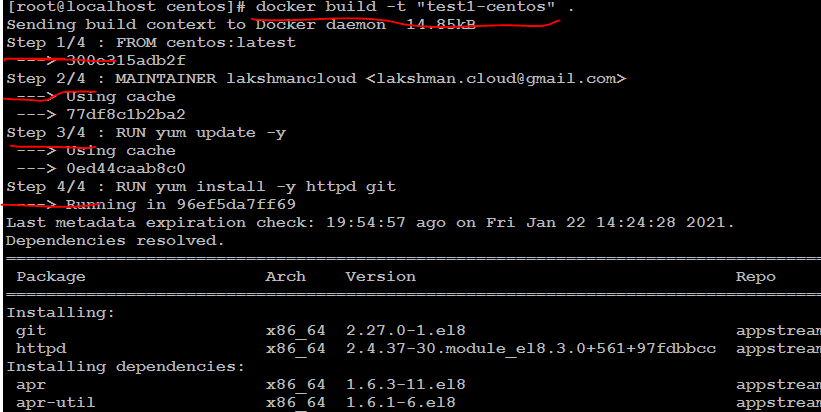 [root@localhost centos]# docker build -t "test1-centos" .
Sending build context to Docker daemon  14.85kB
Step 1/4 : FROM centos:latest
 ---> 300e315adb2f
Step 2/4 : MAINTAINER lakshmancloud <lakshman.cloud@gmail.com>
 ---> Using cache
 ---> 77df8c1b2ba2
Step 3/4 : RUN yum update -y
 ---> Using cache
 ---> 0ed44caab8c0
Step 4/4 : RUN yum install -y httpd git
 ---> Running in 96ef5da7ff69
Last metadata expiration check: 19:54:57 ago on Fri Jan 22 14:24:28 2021.
Dependencies resolved.
Package Arch Version Repo
Installing:
git x86_64 2.27.0-1.el8 appstream
httpd x86_64 2.4.37-30.module_el8.3.0+561+97fdbbcc appstream
Installing dependencies:
apr x86_64 1.6.3-11.el8 appstream
apr-util x86_64 1.6.1-6.el8 appstream